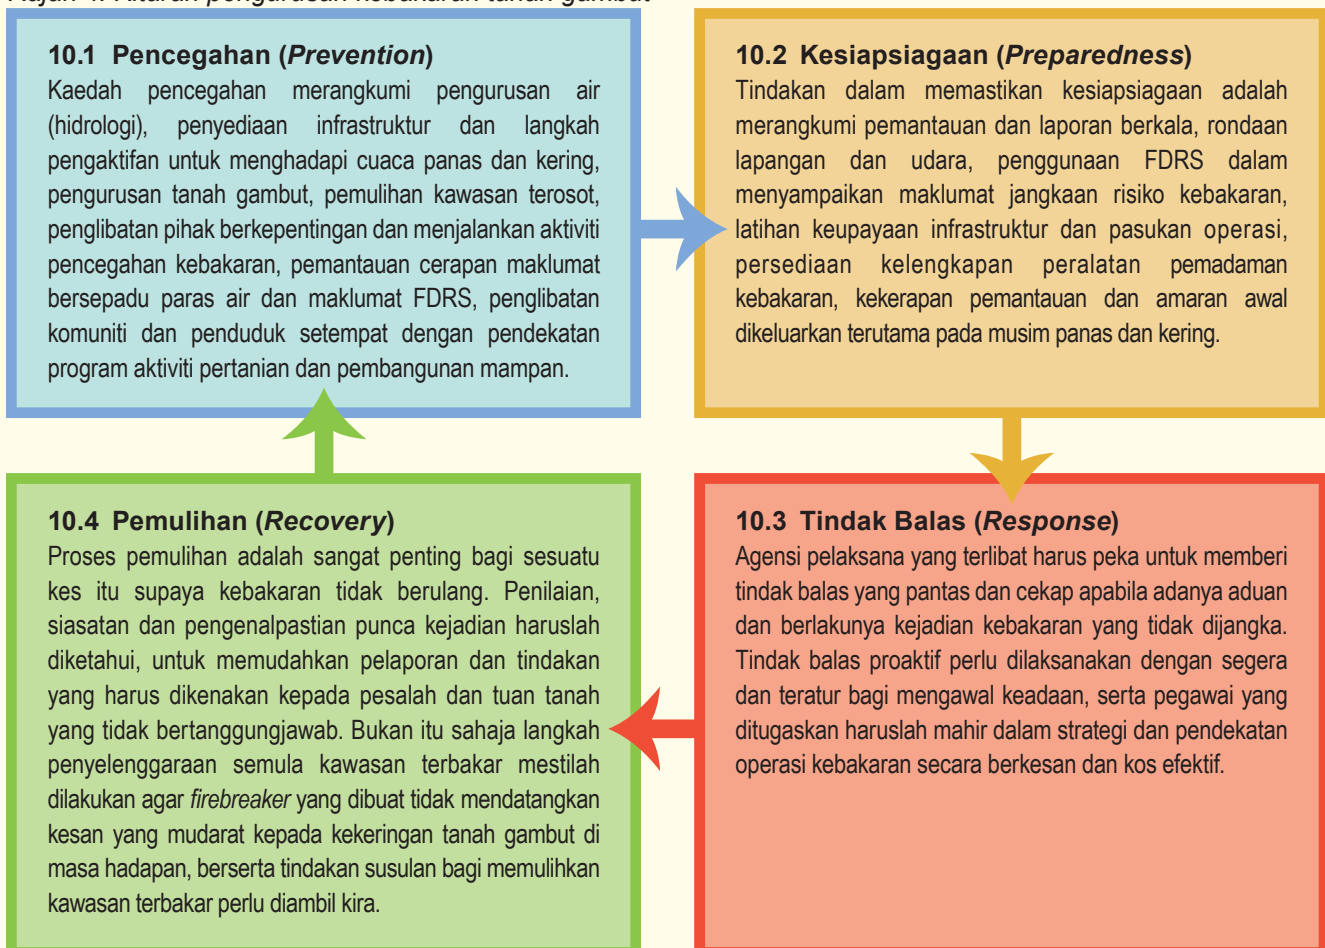 10.1 Pencegahan (Prevention)
Kaedah pencegahan merangkumi pengurusan air
(hidrologi), penyediaan infrastruktur dan langkah
pengaktifan untuk menghadapi cuaca panas dan kering,
pengurusan tanah gambut, pemulihan kawasan terosot,
penglibatan pihak berkepentingan dan menjalankan aktiviti
pencegahan kebakaran, pemantauan cerapan maklumat
bersepadu paras air dan maklumat FDRS, penglibatan
komuniti dan penduduk setempat dengan pendekatan
program aktiviti pertanian dan pembangunan mampan.
10.2 Kesiapsiagaan (Preparedness)
Tindakan dalam memastikan kesiapsiagaan adalah
merangkumi pemantauan dan laporan berkala, rondaan
lapangan dan udara, penggunaan FDRS dalam
menyampaikan maklumat jangkaan risiko kebakaran,
latihan keupayaan infrastruktur dan pasukan operasi,
persediaan kelengkapan peralatan pemadaman
kebakaran, kekerapan pemantauan dan amaran awal
dikeluarkan terutama pada musim panas dan kering.
10.3 Tindak Balas (Response)
Agensi pelaksana yang terlibat harus peka untuk memberi
tindak balas yang pantas dan cekap apabila adanya aduan
dan berlakunya kejadian kebakaran yang tidak dijangka.
Tindak balas proaktif perlu dilaksanakan dengan segera
dan teratur bagi mengawal keadaan, serta pegawai yang
ditugaskan haruslah mahir dalam strategi dan pendekatan
operasi kebakaran secara berkesan dan kos efektif.
10.4 Pemulihan (Recovery)
Proses pemulihan adalah sangat penting bagi sesuatu
kes itu supaya kebakaran tidak berulang. Penilaian,
siasatan dan pengenalpastian punca kejadian haruslah
diketahui, untuk memudahkan pelaporan dan tindakan
yang harus dikenakan kepada pesalah dan tuan tanah
yang tidak bertanggungjawab. Bukan itu sahaja langkah
penyelenggaraan semula kawasan terbakar mestilah
dilakukan agar firebreaker yang dibuat tidak mendatangkan
kesan yang mudarat kepada kekeringan tanah gambut di
masa hadapan, berserta tindakan susulan bagi memulihkan
kawasan terbakar perlu diambil kira.